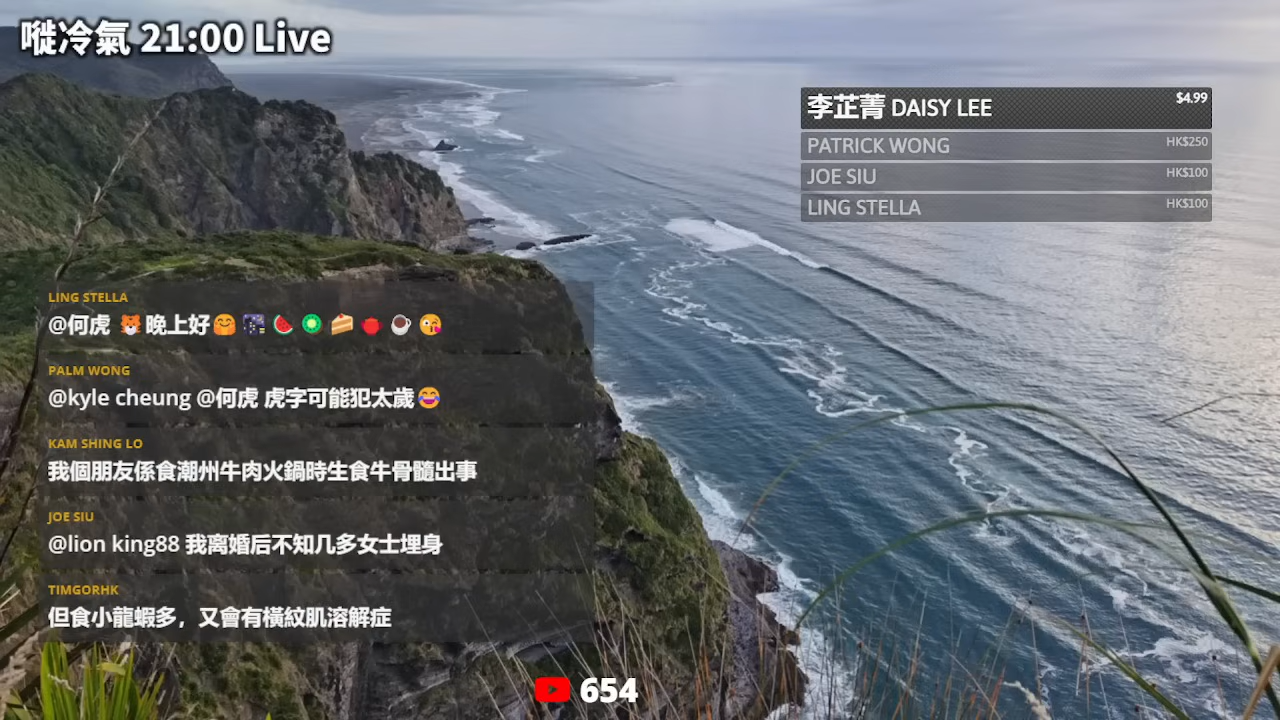 嘥冷氣 21:00 Live
李芷菁 DAISY LEE $4.99
PATRICK WONG HK$250
JOE SIU HK$100
LING STELLA HK$100
LING STELLA
@何虎 🐯 晚上好🤗 🌌 🍉 🥝 🍰 🫖 ☕ 😘
PALM WONG
@kyle cheung @何虎 虎字可能犯太歲😂
KAM SHING LO
我個朋友係食潮州牛肉火鍋時生食牛骨髓出事
JOE SIU
@lion king88 我离婚后不知几多女士埋身
TIMGORHK
但食小龍蝦多，又會有橫紋肌溶解症
654